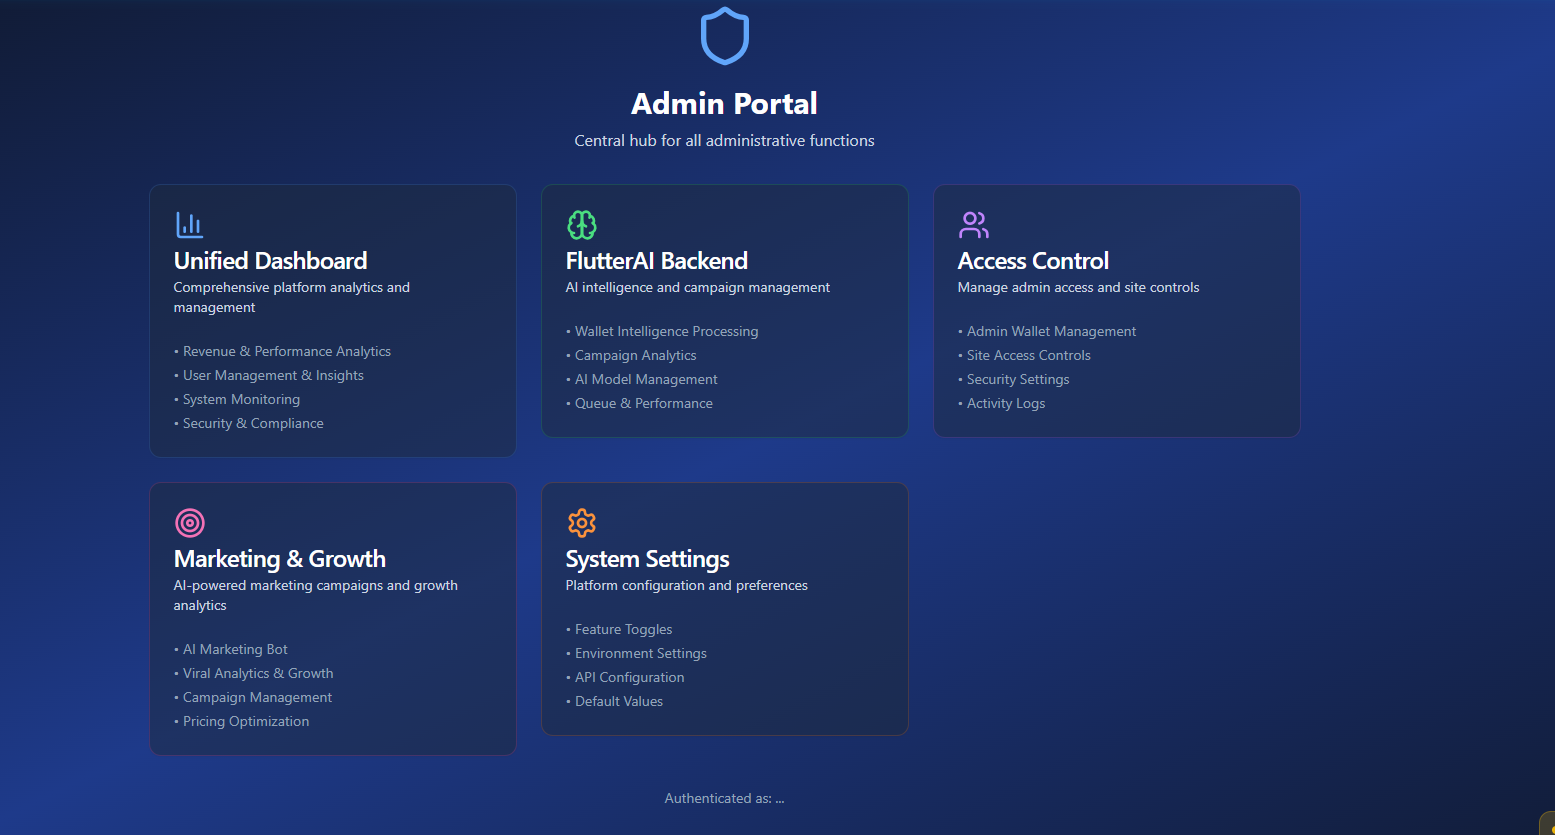 Admin Portal
Central hub for all administrative functions
Unified Dashboard
Comprehensive platform analytics and
management
• Revenue & Performance Analytics
• User Management & Insights
• System Monitoring
• Security & Compliance
FlutterAI Backend
AI intelligence and campaign management
• Wallet Intelligence Processing
• Campaign Analytics
• AI Model Management
• Queue & Performance
Access Control
Manage admin access and site controls
• Admin Wallet Management
• Site Access Controls
• Security Settings
• Activity Logs
Marketing & Growth
AI-powered marketing campaigns and growth
analytics
• AI Marketing Bot
• Viral Analytics & Growth
• Campaign Management
• Pricing Optimization
System Settings
Platform configuration and preferences
• Feature Toggles
• Environment Settings
• API Configuration
• Default Values
Authenticated as: ...